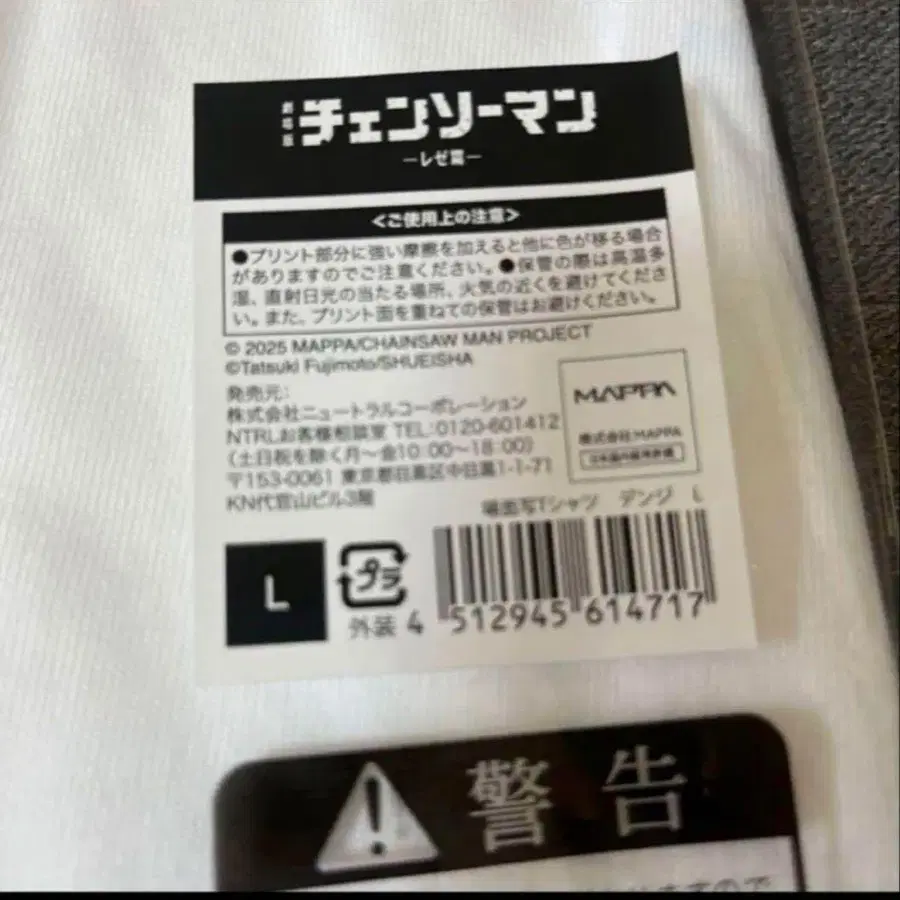 劇場版
チェンソーマン
―レゼ篇―
<ご使用上の注意>
●プリント部分に強い摩擦を加えると他に色が移る場合
がありますのでご注意ください。●保管の際は高温多
湿、直射日光の当たる場所、火気の近くを避けてくださ
い。また、プリント面を重ねての保管はお避けください。
© 2025 MAPPA/CHAINSAW MAN PROJECT
©Tatsuki Fujimoto/SHUEISHA
発売元:
株式会社ニュートラルコーポレーション
NTRLお客様相談室 TEL:0120-601412
(土日祝を除く月〜金10:00〜18:00)
〒153-0061 東京都目黒区中目黒1-1-71
KN代官山ビル3階
MAPPA
株式会社MAPPA
場面写Tシャツ デンジ L
L
プラ
外装
4 512945 614717
警告